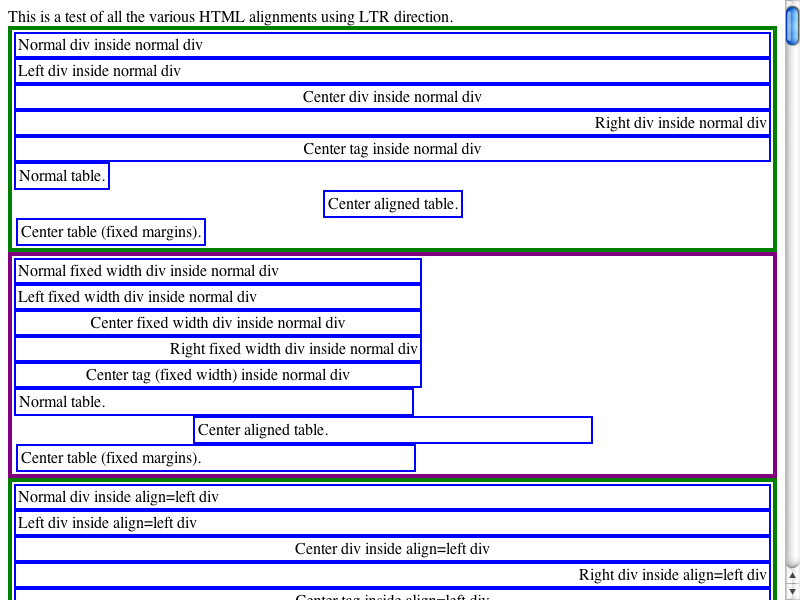 This is a test of all the various HTML alignments using LTR direction.
Normal div inside normal div
Left div inside normal div
Center div inside normal div
Right div inside normal div
Center tag inside normal div
Normal table.
Center aligned table.
Center table (fixed margins).
Normal fixed width div inside normal div
Left fixed width div inside normal div
Center fixed width div inside normal div
Right fixed width div inside normal div
Center tag (fixed width) inside normal div
Normal table.
Center aligned table.
Center table (fixed margins).
Normal div inside align=left div
Left div inside align=left div
Center div inside align=left div
Right div inside align=left div
Center tag inside align=left div